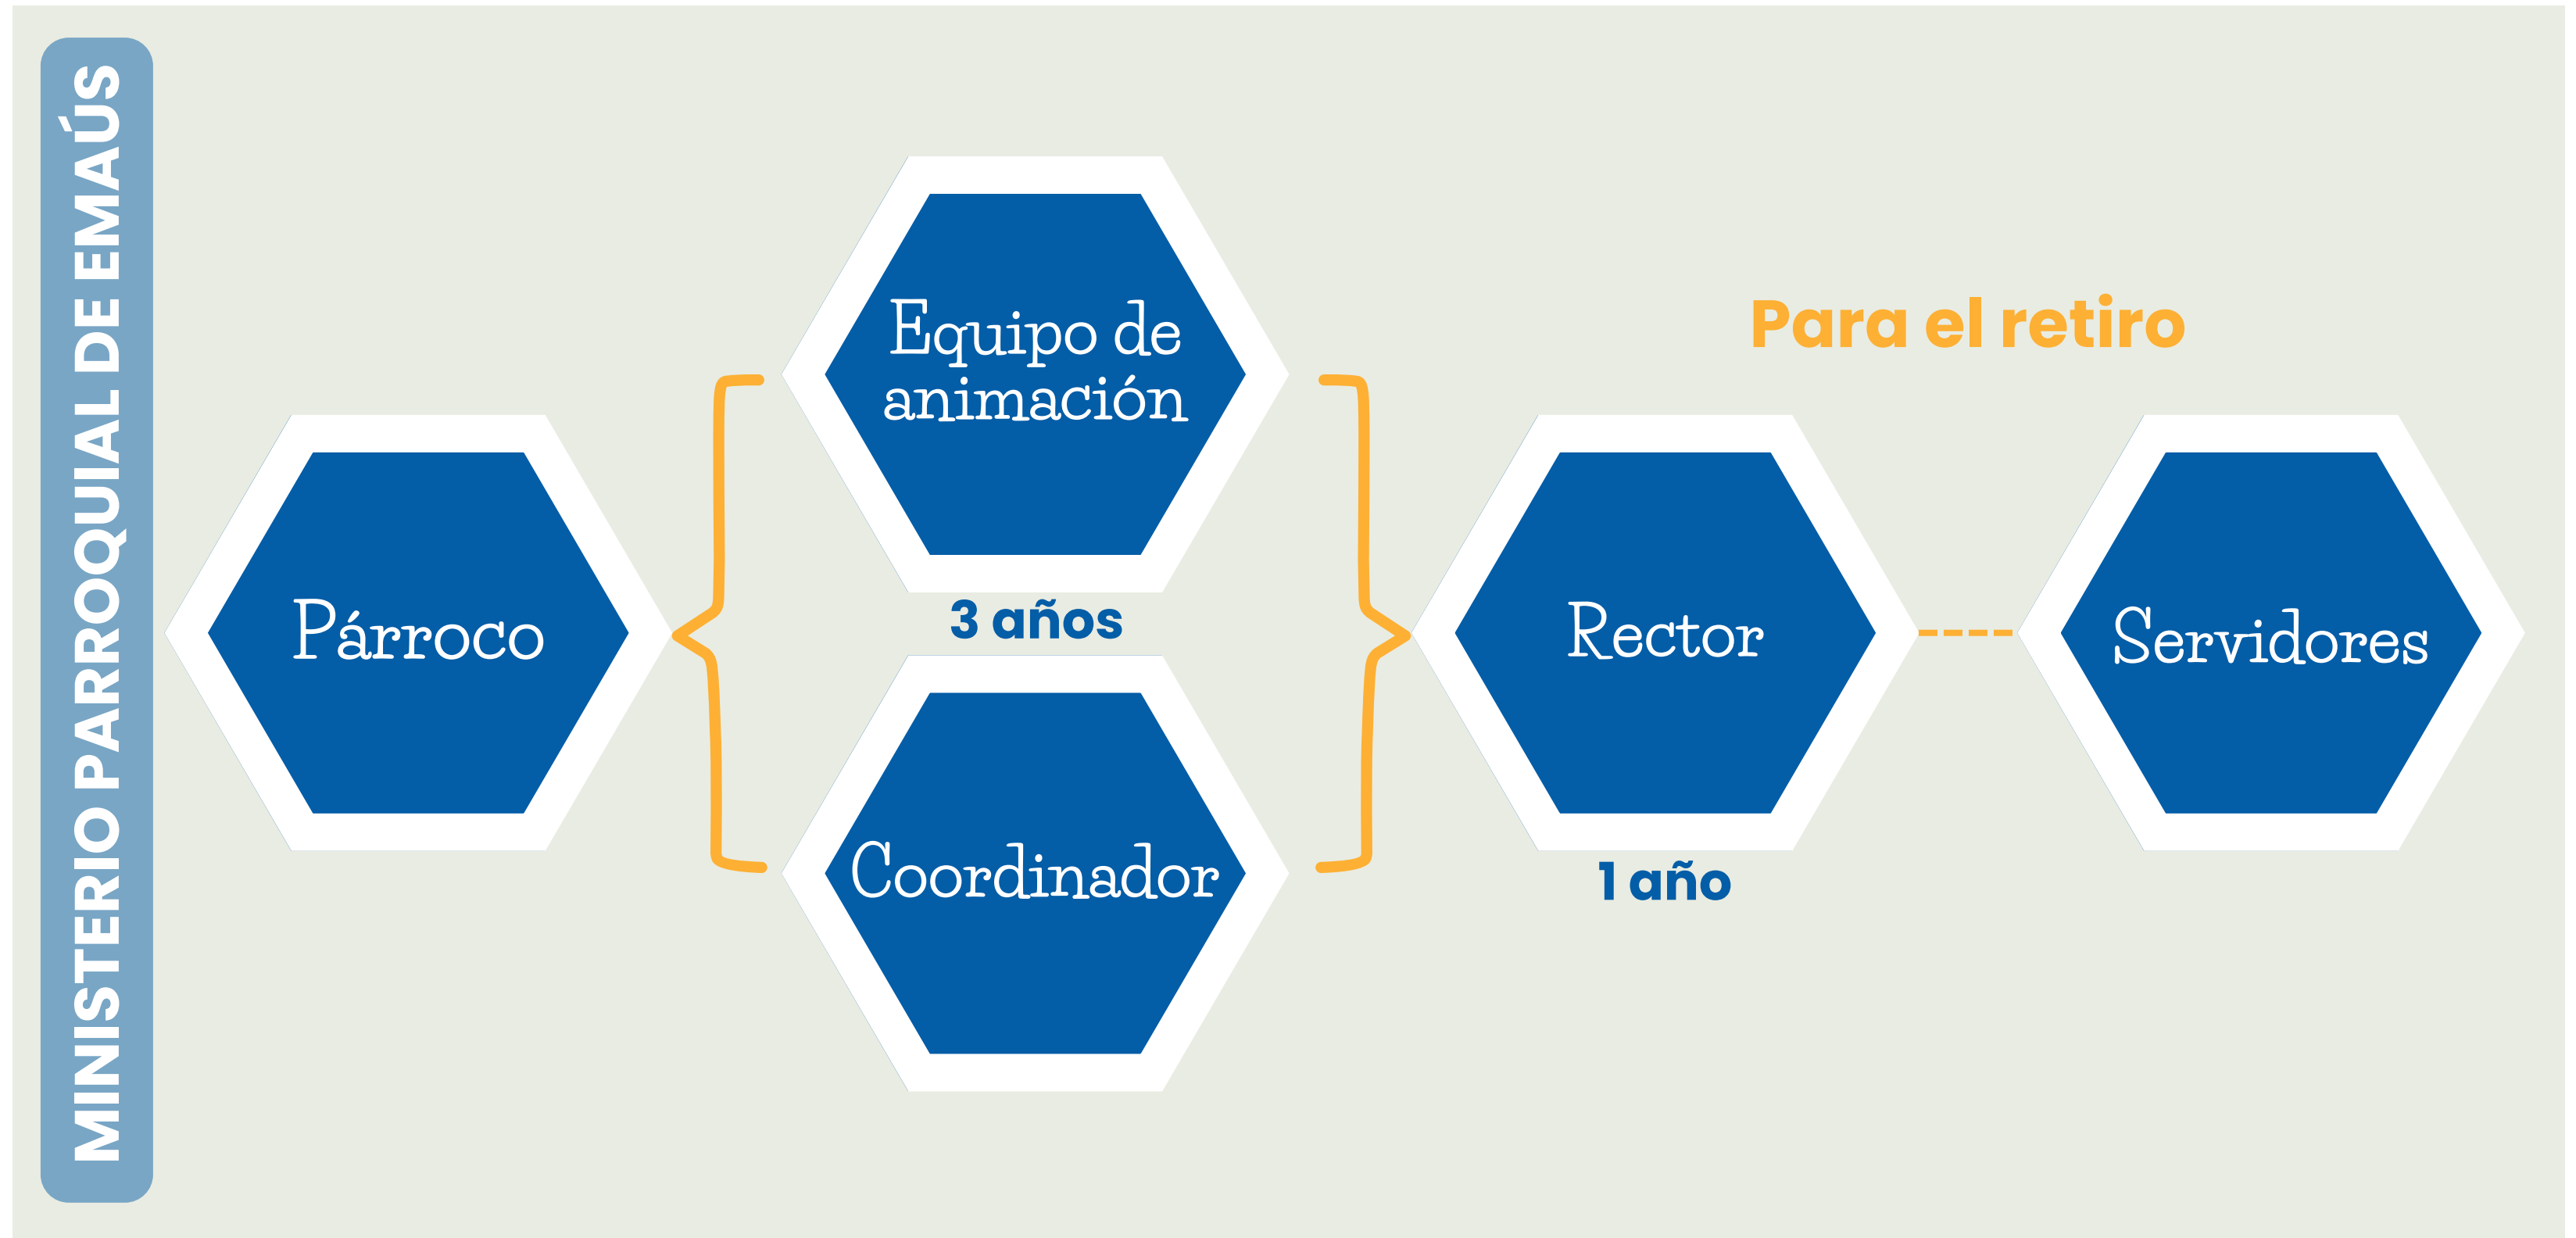 MINISTERIO PARROQUIAL DE EMAÚS
Párroco
Equipo de
animación
3 años
Coordinador
Para el retiro
Rector
1 año
Servidores